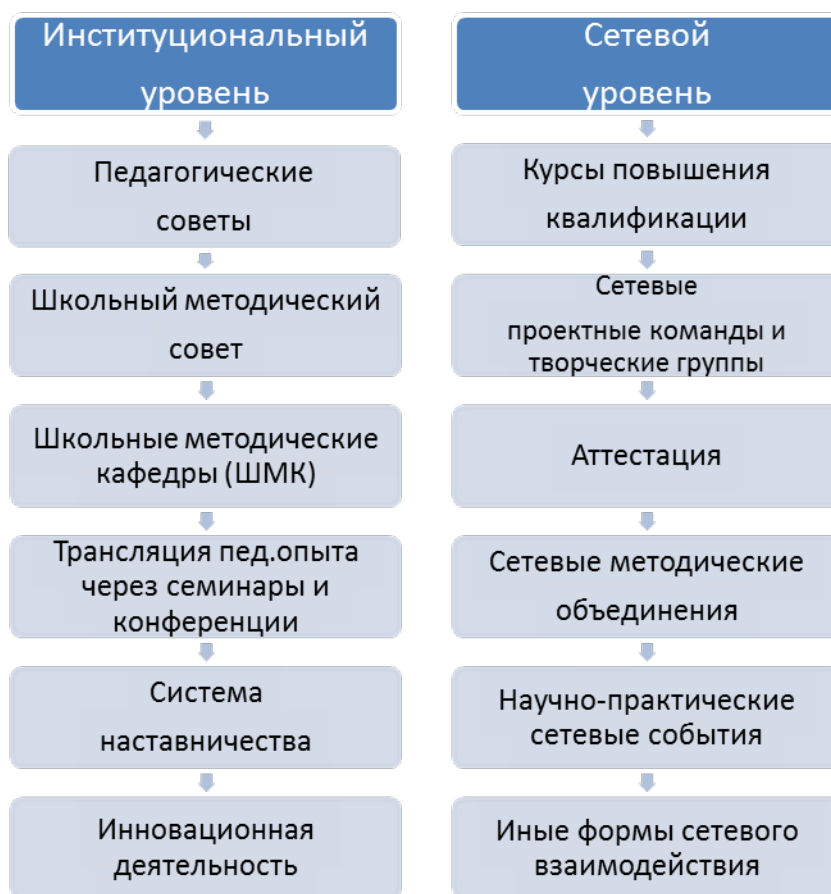 Институциональный
уровень
Педагогические
советы
Школьный методический
совет
Школьные методические
кафедры (ШМК)
Трансляция пед.опыта
через семинары и
конференции
Система
наставничества
Инновационная
деятельность
Сетевой
уровень
Курсы повышения
квалификации
Сетевые
проектные команды и
творческие группы
Аттестация
Сетевые методические
объединения
Научно-практические
сетевые события
Иные формы сетевого
взаимодействия